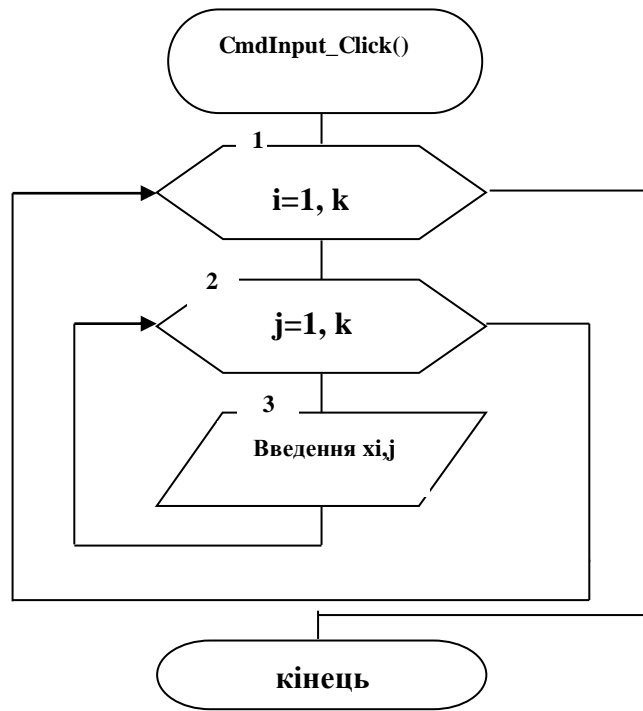 CmdInput_Click()
1
i=1, k
2
j=1, k
3
Введення xi,j
кінець